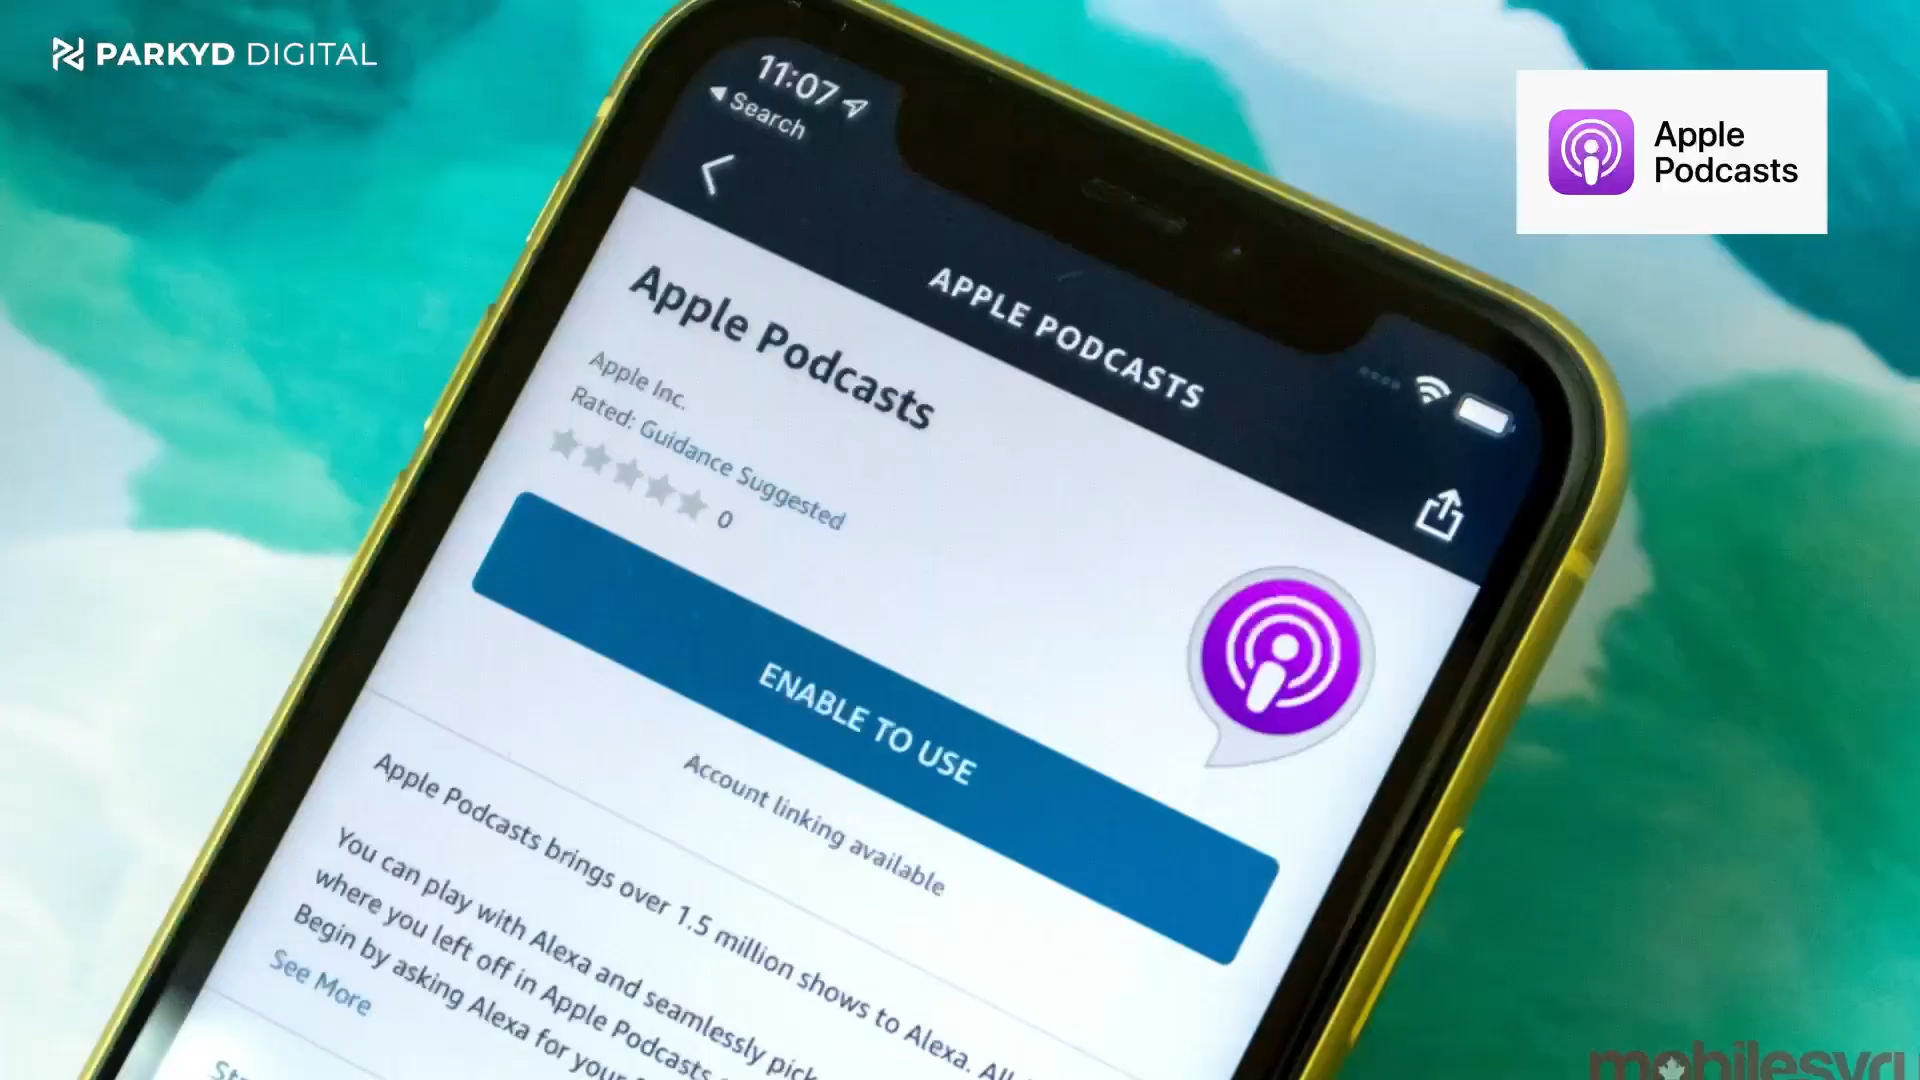 PARKYD DIGITAL
Apple
Podcasts
11:07
Search
APPLE PODCASTS
Apple Podcasts
Apple Inc.
Rated: Guidance Suggested
0
ENABLE TO USE
Account linking available
Apple Podcasts brings over 1.5 million shows to Alexa. All
You can play with Alexa and seamlessly pick
where you left off in Apple Podcasts
Begin by asking Alexa for your
See More